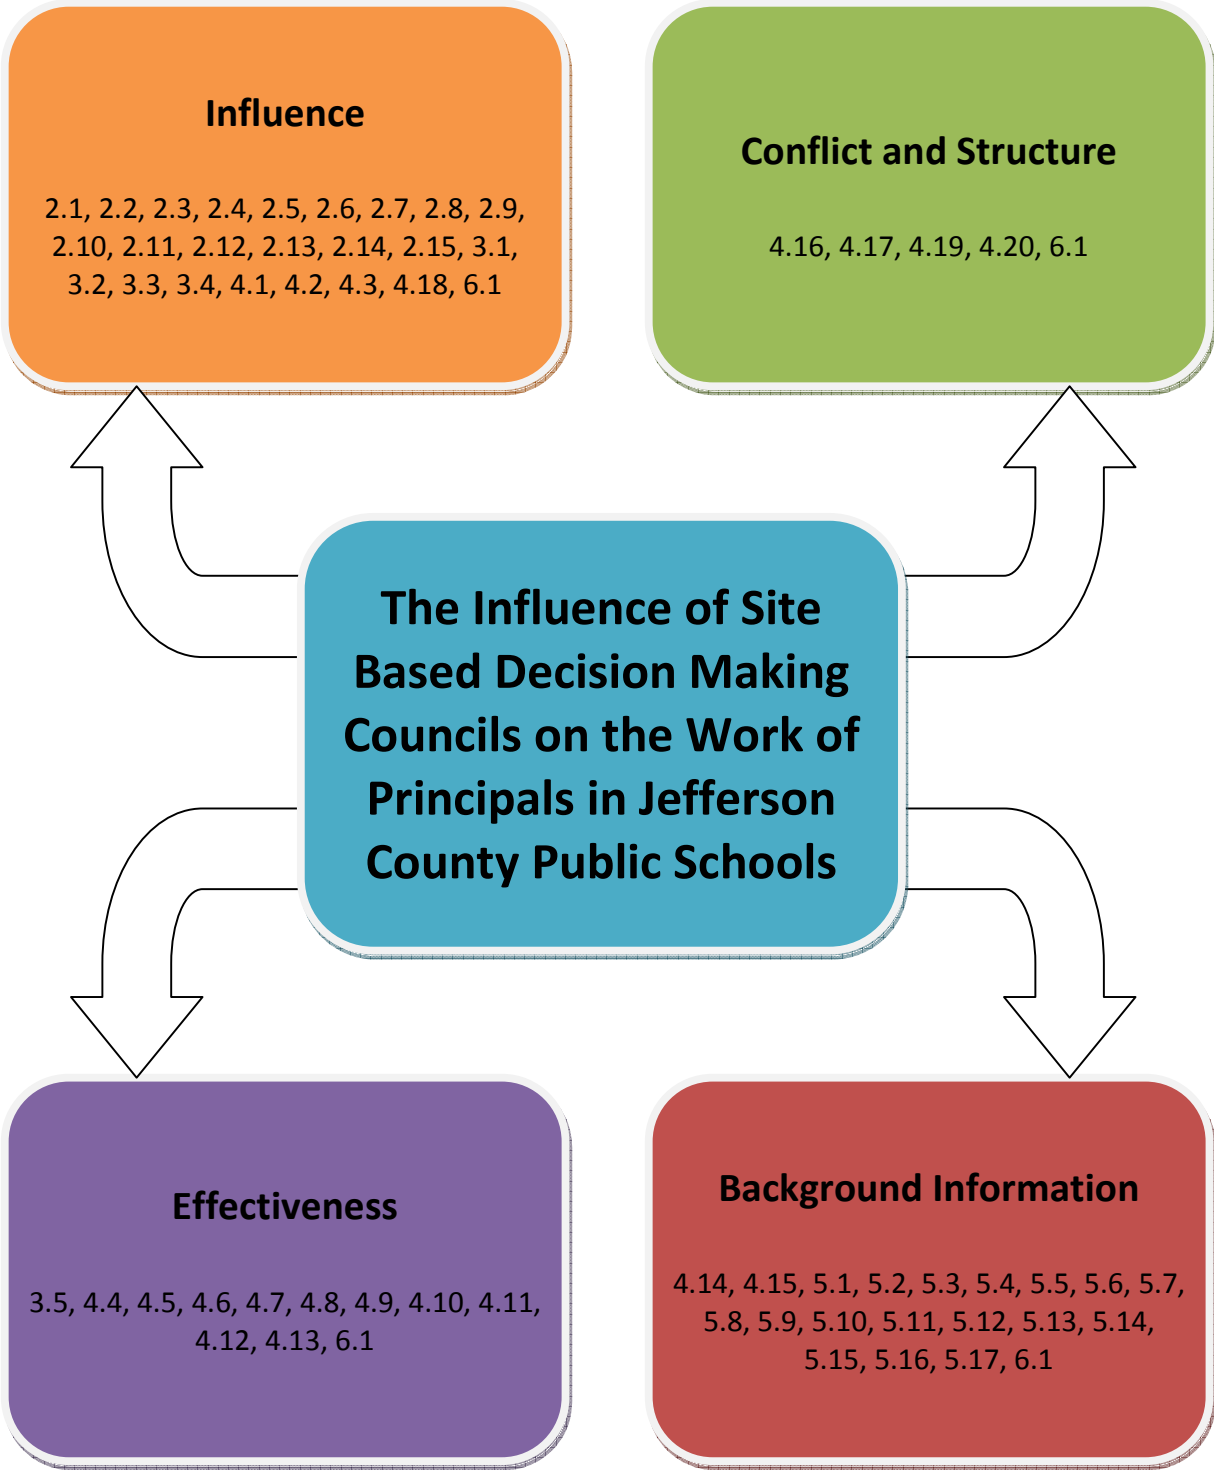 Influence
2.1, 2.2, 2.3, 2.4, 2.5, 2.6, 2.7, 2.8, 2.9,
2.10, 2.11, 2.12, 2.13, 2.14, 2.15, 3.1,
3.2, 3.3, 3.4, 4.1, 4.2, 4.3, 4.18, 6.1
Conflict and Structure
4.16, 4.17, 4.19, 4.20, 6.1
The Influence of Site
Based Decision Making
Councils on the Work of
Principals in Jefferson
County Public Schools
Effectiveness
3.5, 4.4, 4.5, 4.6, 4.7, 4.8, 4.9, 4.10, 4.11,
4.12, 4.13, 6.1
Background Information
4.14, 4.15, 5.1, 5.2, 5.3, 5.4, 5.5, 5.6, 5.7,
5.8, 5.9, 5.10, 5.11, 5.12, 5.13, 5.14,
5.15, 5.16, 5.17, 6.1